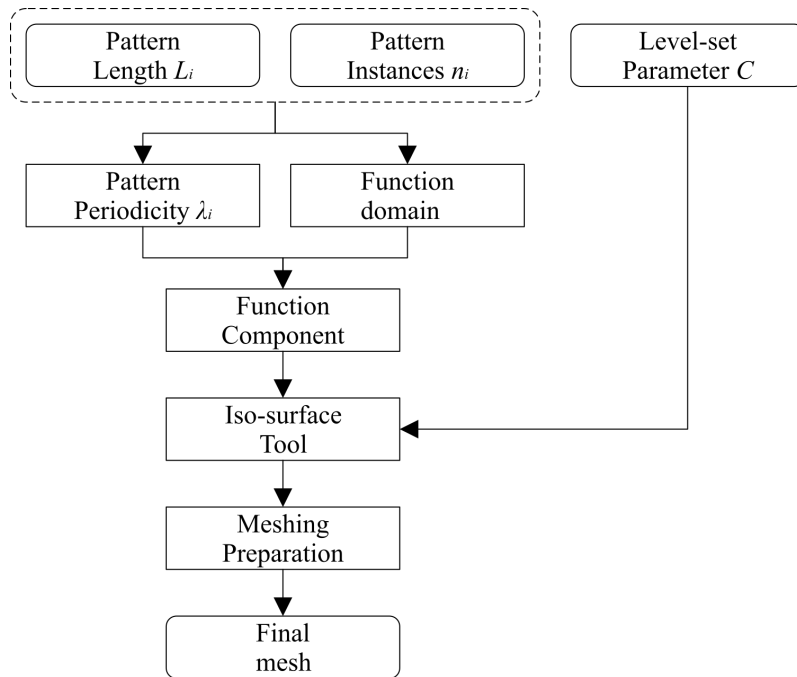 Pattern
Length Lᵢ
Pattern
Instances nᵢ
Level-set
Parameter C
Pattern
Periodicity λᵢ
Function
domain
Function
Component
Iso-surface
Tool
Meshing
Preparation
Final
mesh